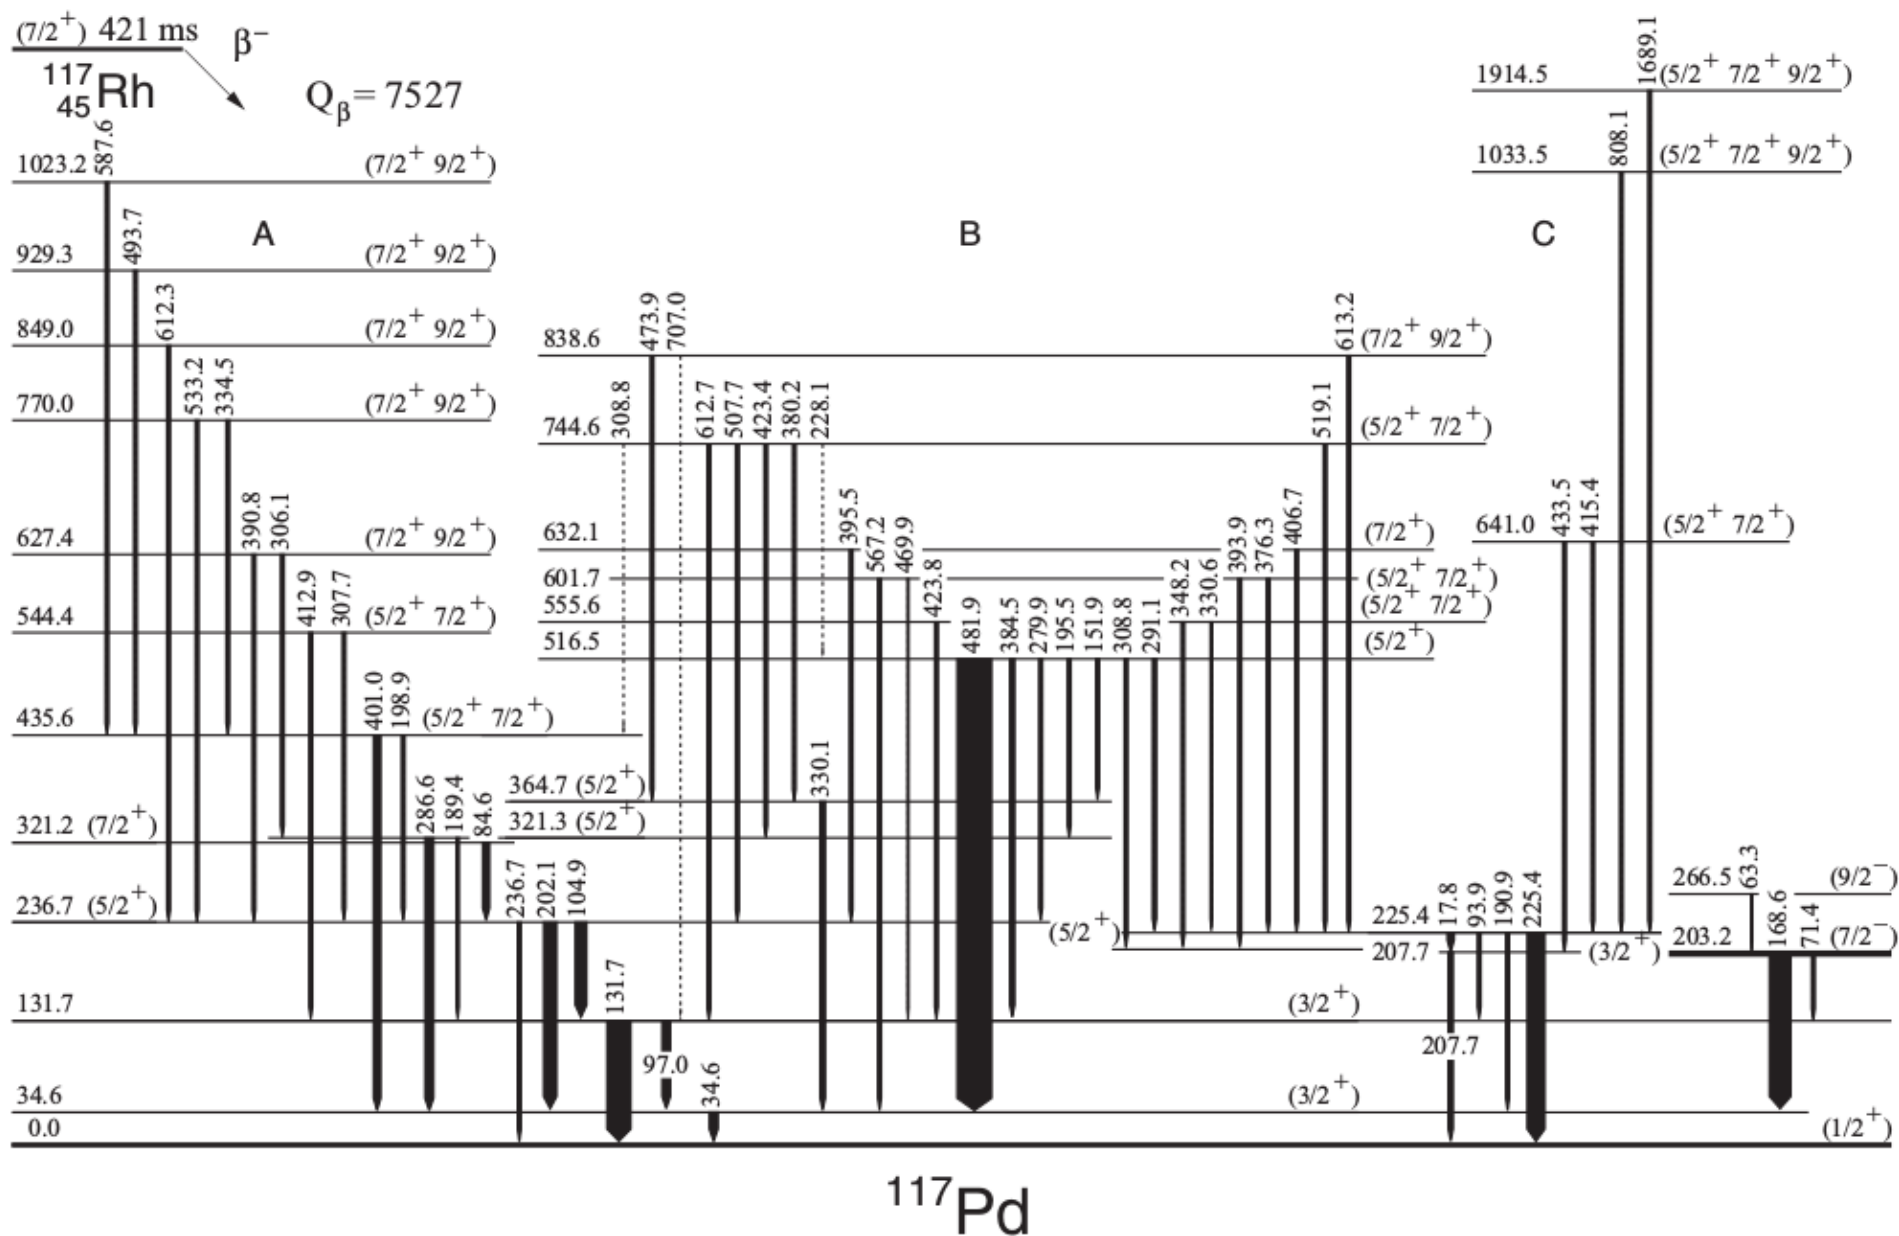 (7/2+) 421 ms β−
117
45 Rh
Qβ = 7527
587.6
1023.2 (7/2+ 9/2+)
A
493.7
929.3 (7/2+ 9/2+)
612.3
849.0 (7/2+ 9/2+)
533.2 334.5
770.0 (7/2+ 9/2+)
390.8 306.1
627.4 (7/2+ 9/2+)
412.9 307.7
544.4 (5/2+ 7/2+)
401.0 198.9
435.6 (5/2+ 7/2+)
286.6 189.4 84.6
321.2 (7/2+)
236.7 202.1 104.9
236.7 (5/2+)
131.7 97.0
131.7 (3/2+)
34.6
34.6 (3/2+)
0.0 (1/2+)
B
473.9 707.0 613.2
838.6 (7/2+ 9/2+)
308.8 612.7 507.7 423.4 380.2 228.1 519.1
744.6 (5/2+ 7/2+)
395.5 406.7
632.1 (7/2+)
567.2 469.9 393.9 376.3
601.7 (5/2+ 7/2+)
423.8 348.2 330.6
555.6 (5/2+ 7/2+)
481.9 384.5 279.9 195.5 151.9 308.8 291.1
516.5 (5/2+)
330.1
364.7 (5/2+)
321.3 (5/2+)
(5/2+)
C
1689.1
1914.5 (5/2+ 7/2+ 9/2+)
808.1
1033.5 (5/2+ 7/2+ 9/2+)
433.5 415.4
641.0 (5/2+ 7/2+)
225.4 17.8 93.9 190.9 225.4
207.7 (3/2+)
207.7
63.3
266.5 (9/2−)
168.6 71.4
203.2 (7/2−)
117Pd